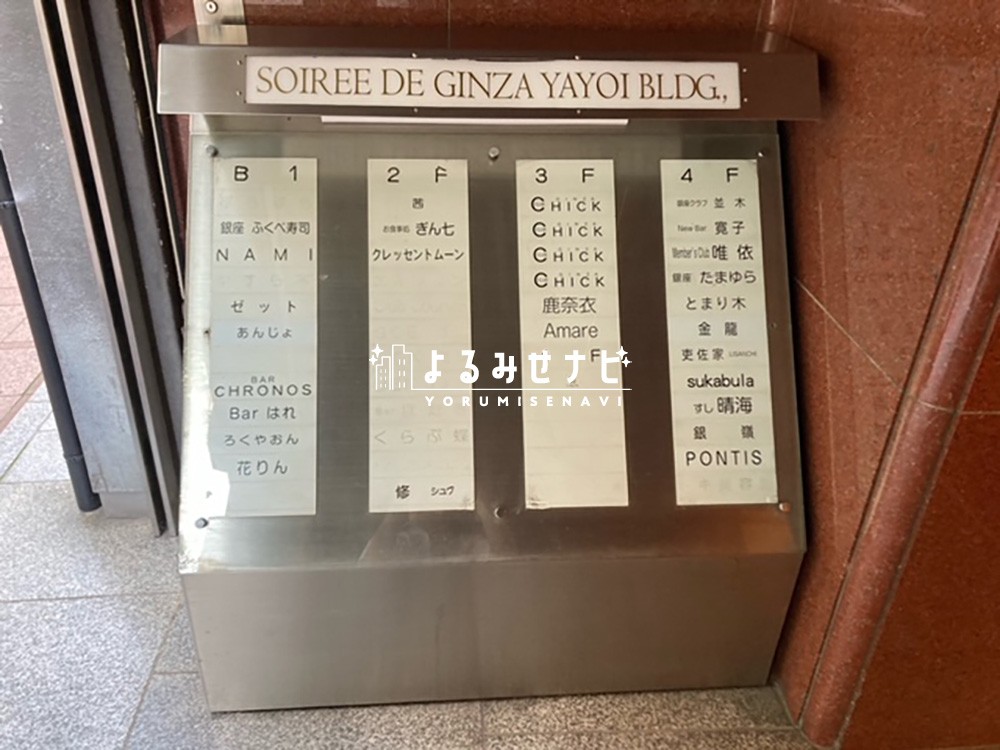 SOIREE DE GINZA YAYOI BLDG.,
B 1
銀座 ふくべ寿司
NAMI
ゼット
あんじょ
BAR
CHRONOS
Bar はれ
ろくやおん
花りん
2 F
茜
お食事処 ぎん七
クレッセントムーン
くらぶ 蝶
修 シュウ
3 F
CHICK
CHICK
CHICK
CHICK
鹿奈衣
Amare
F
4 F
銀座クラブ 並木
New Bar 寛子
Member's Club 唯依
銀座 たまゆら
とまり木
金龍
吏佐家
sukabula
すし 晴海
銀嶺
PONTIS
よるみせナビ
YORUMISENAVI